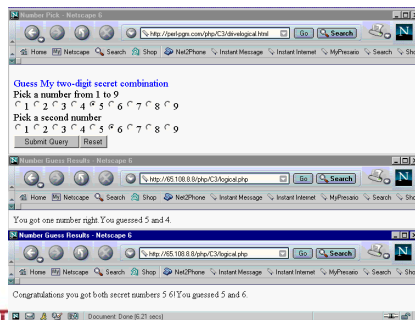 Number Pick - Netscape 6
http://perlpgm.com/php/C3/drivelogical.html Go Search
Home My Netscape Search Shop Net2Phone Instant Message Instant Internet MyPresario Search Sho
Guess My two-digit secret combination
Pick a number from 1 to 9
1 2 3 4 5 6 7 8 9
Pick a second number
1 2 3 4 5 6 7 8 9
Submit Query Reset
Number Guess Results - Netscape 6
http://65.108.8.8/php/C3/logical.php Go Search
Home My Netscape Search Shop Net2Phone Instant Message Instant Internet MyPresario Search Sho
You got one number right.You guessed 5 and 4.
Number Guess Results - Netscape 6
http://65.108.8.8/php/C3/logical.php Go Search
Home My Netscape Search Shop Net2Phone Instant Message Instant Internet MyPresario Search Sho
Congratulations you got both secret numbers 5 6!You guessed 5 and 6.
Document: Done (6.21 secs)